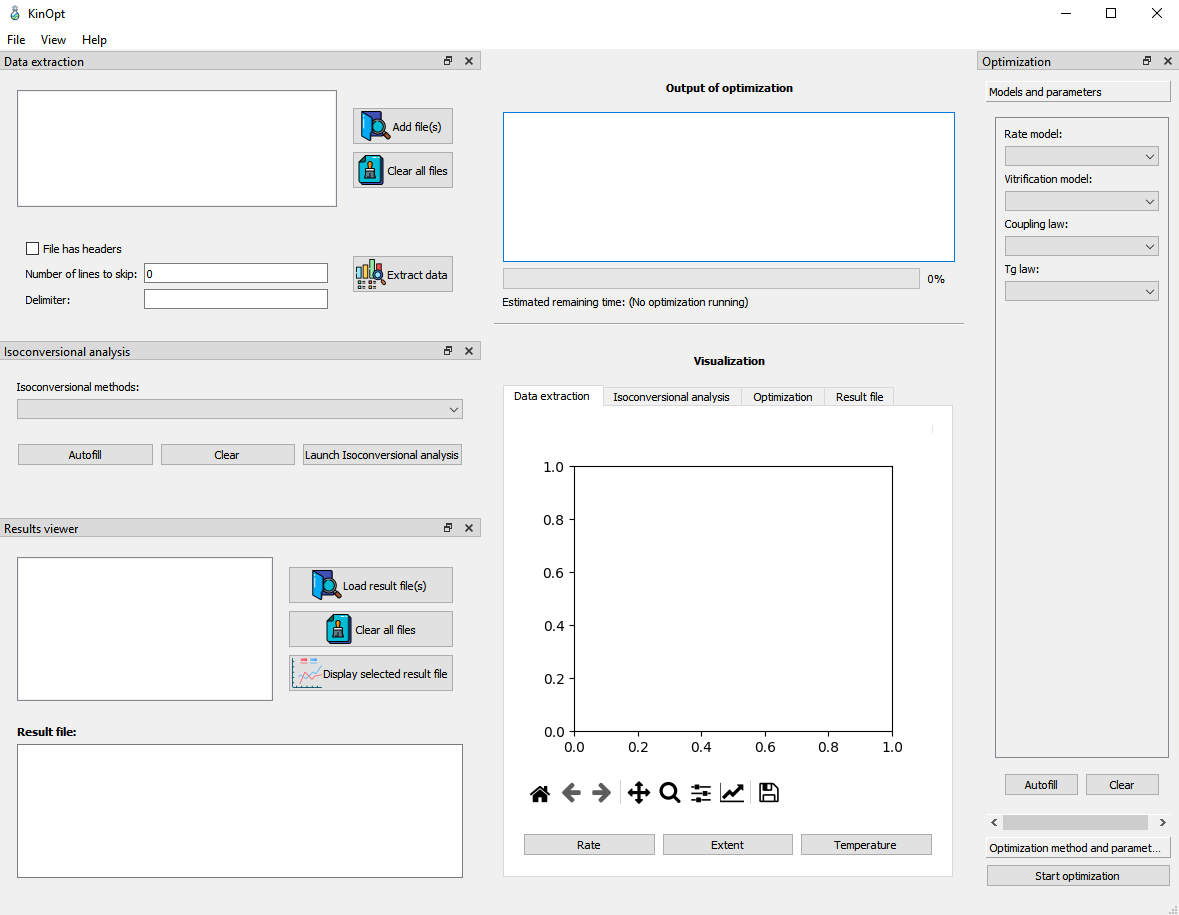 KinOpt
File View Help
Data extraction
Add file(s)
Clear all files
File has headers
Number of lines to skip: 0
Delimiter:
Extract data
Isoconversional analysis
Isoconversional methods:
Autofill Clear Launch Isoconversional analysis
Results viewer
Load result file(s)
Clear all files
Display selected result file
Result file:
Output of optimization
0%
Estimated remaining time: (No optimization running)
Visualization
Data extraction Isoconversional analysis Optimization Result file
1.0
0.8
0.6
0.4
0.2
0.0
0.0 0.2 0.4 0.6 0.8 1.0
Rate Extent Temperature
Optimization
Models and parameters
Rate model:
Vitrification model:
Coupling law:
Tg law:
Autofill Clear
Optimization method and paramet...
Start optimization